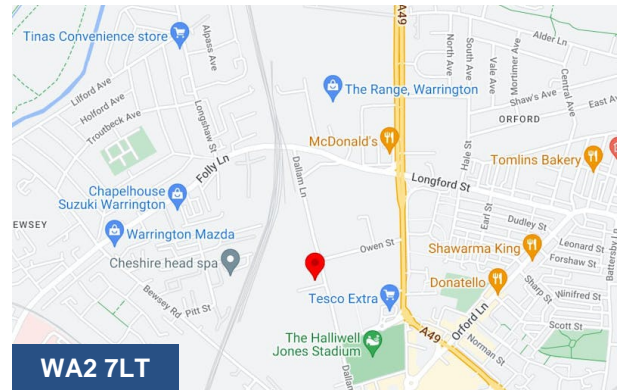 A49
Tinas Convenience store
Alpass Ave
Alder Ln
North Ave
South Ave
Vale Ave
Mortimer Ave
Central Ave
Lilford Ave
Holford Ave
Troutbeck Ave
Longshaw St
The Range, Warrington
Shaw's Ave
East Ave
ORFORD
McDonald's
Hale St
Tomlins Bakery
Folly Ln
Dallam Ln
Longford St
Chapelhouse
Suzuki Warrington
Earl St
Dudley St
EWSEY
Warrington Mazda
Owen St
Shawarma King
Leonard St
Forshaw St
Battersby Ln
Cheshire head spa
Bewsey Rd
Pitt St
Tesco Extra
Donatello
Sharp St
Winifred St
Orford Ln
The Halliwell
Jones Stadium
A49
Norman St
Scott St
Dallam
WA2 7LT